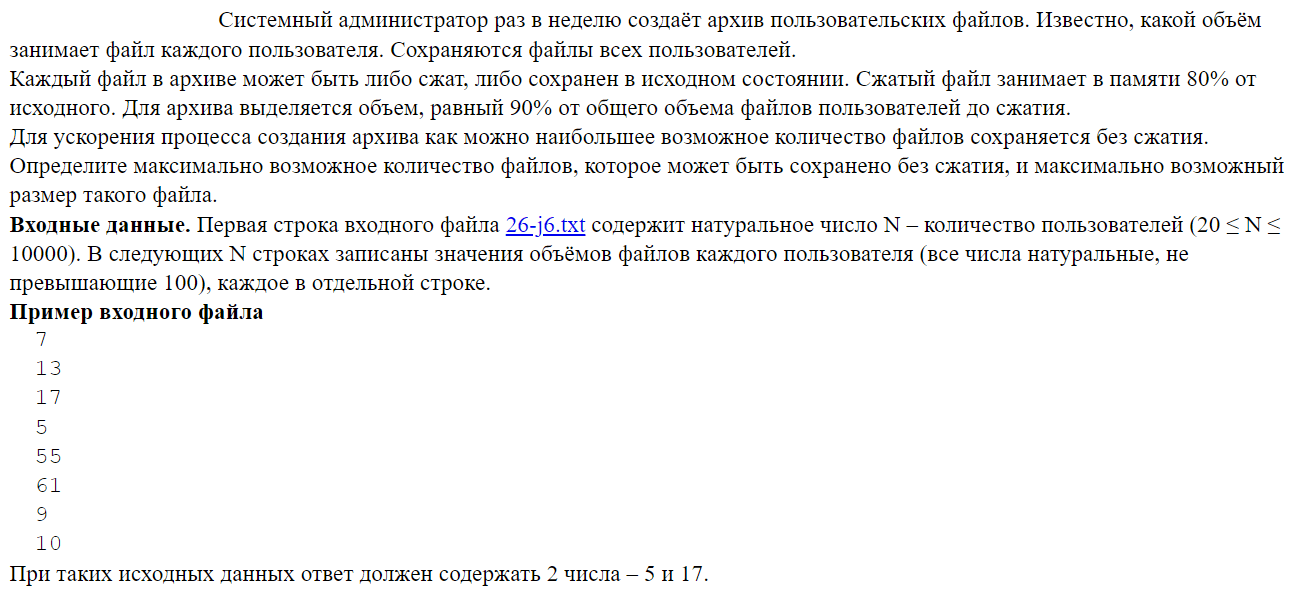 Системный администратор раз в неделю создаёт архив пользовательских файлов. Известно, какой объём
занимает файл каждого пользователя. Сохраняются файлы всех пользователей.
Каждый файл в архиве может быть либо сжат, либо сохранен в исходном состоянии. Сжатый файл занимает в памяти 80% от
исходного. Для архива выделяется объем, равный 90% от общего объема файлов пользователей до сжатия.
Для ускорения процесса создания архива как можно наибольшее возможное количество файлов сохраняется без сжатия.
Определите максимально возможное количество файлов, которое может быть сохранено без сжатия, и максимально возможный
размер такого файла.
Входные данные. Первая строка входного файла 26-j6.txt содержит натуральное число N – количество пользователей (20 ≤ N ≤
10000). В следующих N строках записаны значения объёмов файлов каждого пользователя (все числа натуральные, не
превышающие 100), каждое в отдельной строке.
Пример входного файла
7
13
17
5
55
61
9
10
При таких исходных данных ответ должен содержать 2 числа – 5 и 17.